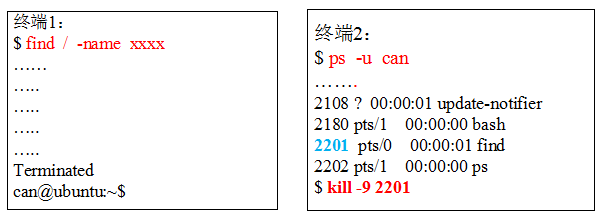 终端1：
$ find / -name xxxx
……
…..
…..
…..
…..
Terminated
can@ubuntu:~$
终端2：
$ ps -u can
…….
2108 ? 00:00:01 update-notifier
2180 pts/1 00:00:00 bash
2201 pts/0 00:00:01 find
2202 pts/1 00:00:00 ps
$ kill -9 2201